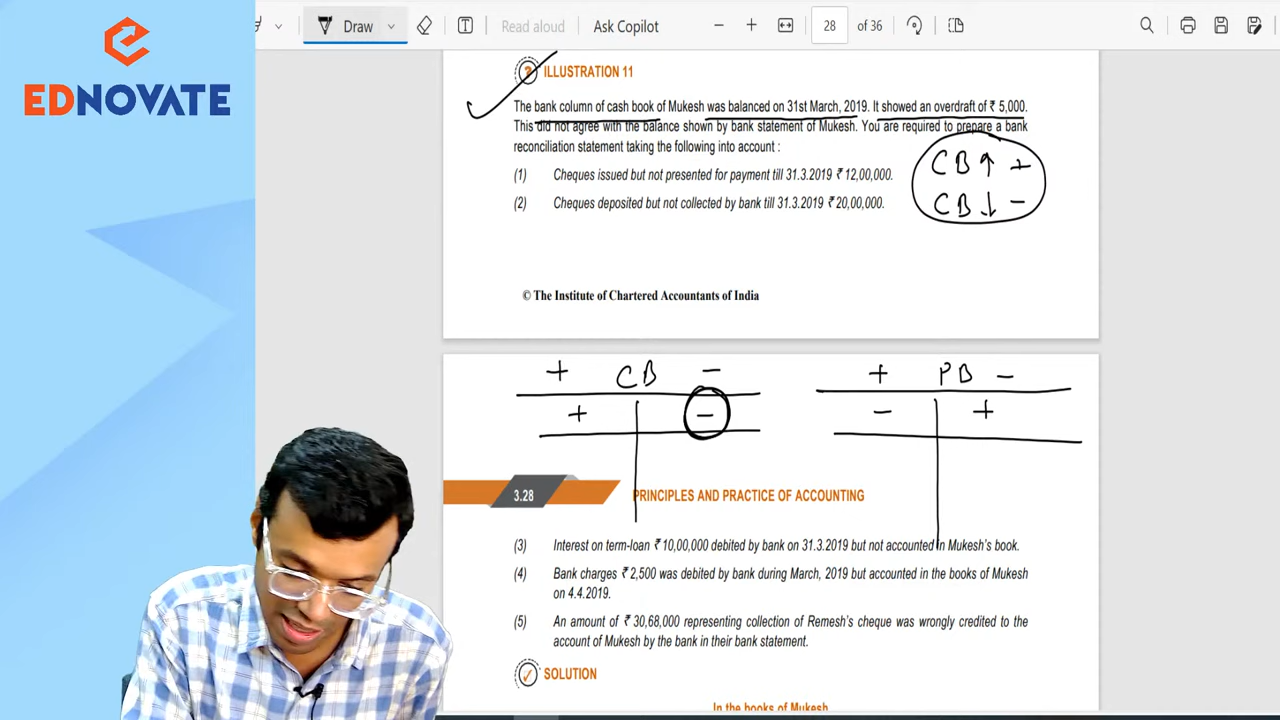 Draw
Read aloud
Ask Copilot
28
of 36
EDNOVATE
ILLUSTRATION 11
The bank column of cash book of Mukesh was balanced on 31st March, 2019. It showed an overdraft of ₹ 5,000.
This did not agree with the balance shown by bank statement of Mukesh. You are required to prepare a bank
reconciliation statement taking the following into account :
(1) Cheques issued but not presented for payment till 31.3.2019 ₹ 12,00,000.
(2) Cheques deposited but not collected by bank till 31.3.2019 ₹ 20,00,000.
CB ↑ +
CB ↓ −
© The Institute of Chartered Accountants of India
+ CB −
+ −
+ PB −
− +
3.28
PRINCIPLES AND PRACTICE OF ACCOUNTING
(3) Interest on term-loan ₹ 10,00,000 debited by bank on 31.3.2019 but not accounted in Mukesh's book.
(4) Bank charges ₹ 2,500 was debited by bank during March, 2019 but accounted in the books of Mukesh
on 4.4.2019.
(5) An amount of ₹ 30,68,000 representing collection of Remesh's cheque was wrongly credited to the
account of Mukesh by the bank in their bank statement.
SOLUTION
In the books of Mukesh